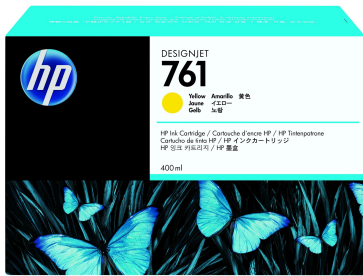 hp
DESIGNJET
761
Yellow Amarillo 黄色
Jaune イエロー
Gelb 노랑
HP Ink Cartridge / Cartouche d'encre HP / HP Tintenpatrone
Cartucho de tinta HP / HP インクカートリッジ
HP 잉크 카트리지 / HP 墨盒
400 ml